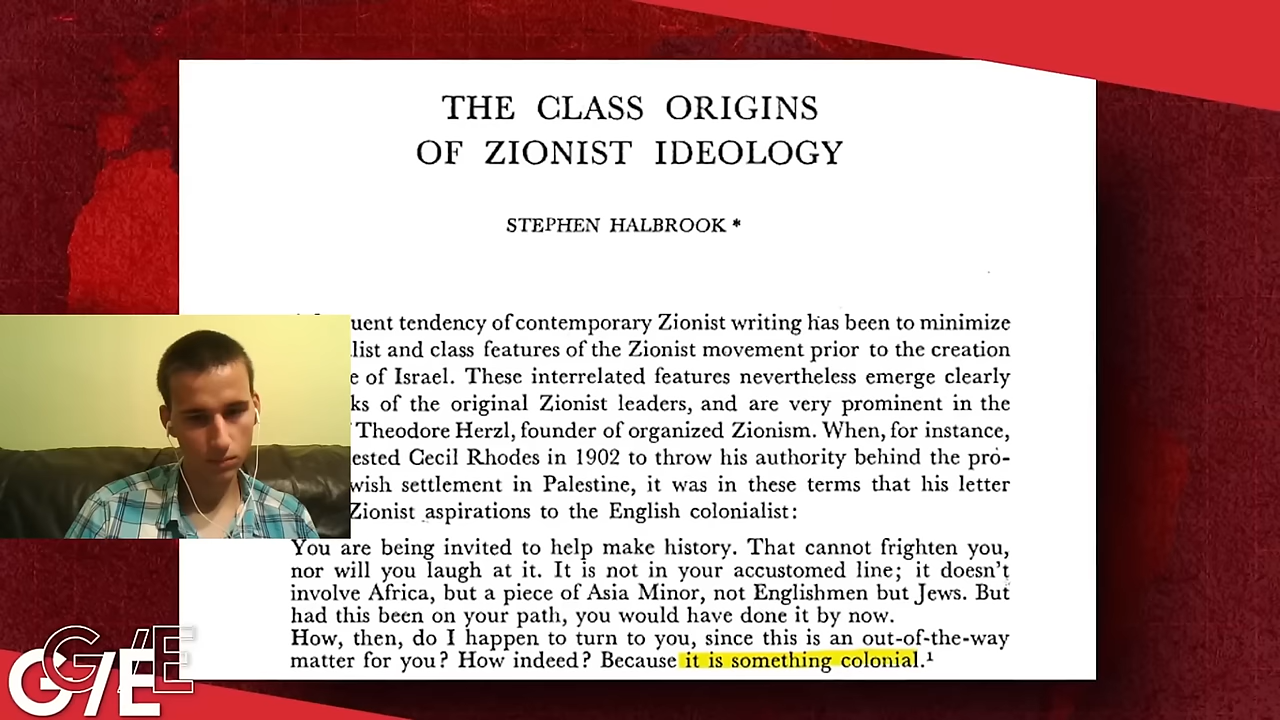 THE CLASS ORIGINS
OF ZIONIST IDEOLOGY
STEPHEN HALBROOK *
tendency of contemporary Zionist writing has been to minimize
and class features of the Zionist movement prior to the creation
of Israel. These interrelated features nevertheless emerge clearly
of the original Zionist leaders, and are very prominent in the
Theodore Herzl, founder of organized Zionism. When, for instance,
Cecil Rhodes in 1902 to throw his authority behind the pro-
settlement in Palestine, it was in these terms that his letter
Zionist aspirations to the English colonialist:
You are being invited to help make history. That cannot frighten you,
nor will you laugh at it. It is not in your accustomed line; it doesn't
involve Africa, but a piece of Asia Minor, not Englishmen but Jews. But
had this been on your path, you would have done it by now.
How, then, do I happen to turn to you, since this is an out-of-the-way
matter for you? How indeed? Because it is something colonial.¹
G/E
G/E